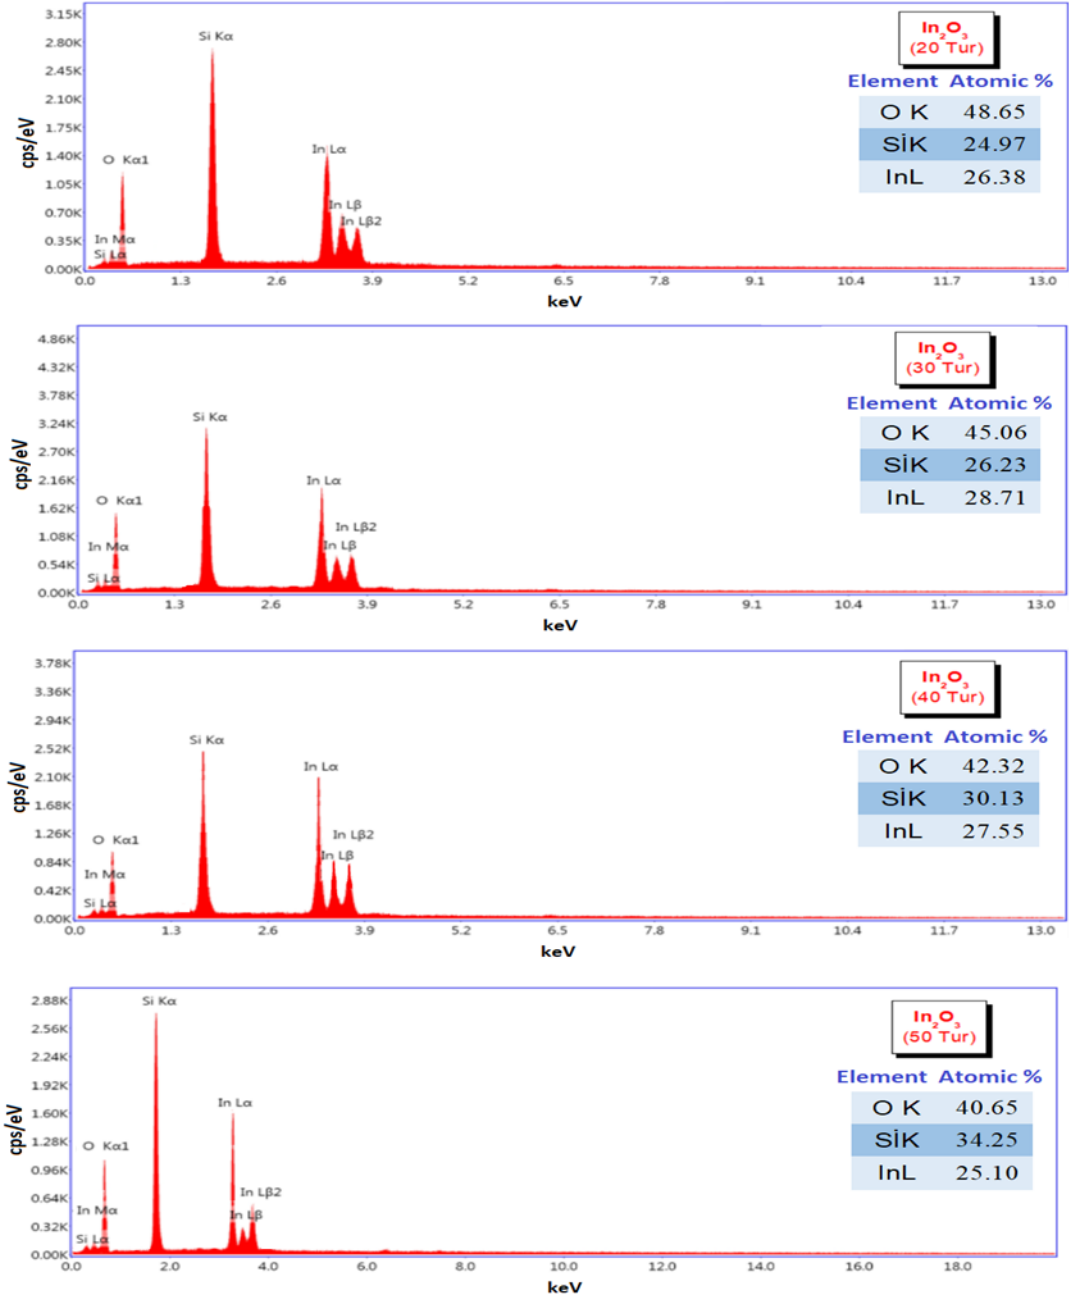 3.15K
2.80K
2.45K
2.10K
1.75K
1.40K
1.05K
0.70K
0.35K
0.00K
cps/eV
Si Kα
O Kα1
In Mα
Si Lα
In Lα
In Lβ
In Lβ2
In₂O₃
(20 Tur)
Element Atomic %
O K 48.65
SİK 24.97
InL 26.38
0.0 1.3 2.6 3.9 5.2 6.5 7.8 9.1 10.4 11.7 13.0
keV
4.86K
4.32K
3.78K
3.24K
2.70K
2.16K
1.62K
1.08K
0.54K
0.00K
cps/eV
Si Kα
O Kα1
In Mα
Si Lα
In Lα
In Lβ2
In Lβ
In₂O₃
(30 Tur)
Element Atomic %
O K 45.06
SİK 26.23
InL 28.71
0.0 1.3 2.6 3.9 5.2 6.5 7.8 9.1 10.4 11.7 13.0
keV
3.78K
3.36K
2.94K
2.52K
2.10K
1.68K
1.26K
0.84K
0.42K
0.00K
cps/eV
Si Kα
O Kα1
In Mα
Si Lα
In Lα
In Lβ2
In Lβ
In₂O₃
(40 Tur)
Element Atomic %
O K 42.32
SİK 30.13
InL 27.55
0.0 1.3 2.6 3.9 5.2 6.5 7.8 9.1 10.4 11.7 13.0
keV
2.88K
2.56K
2.24K
1.92K
1.60K
1.28K
0.96K
0.64K
0.32K
0.00K
cps/eV
Si Kα
O Kα1
In Mα
Si Lα
In Lα
In Lβ2
In Lβ
In₂O₃
(50 Tur)
Element Atomic %
O K 40.65
SİK 34.25
InL 25.10
0.0 2.0 4.0 6.0 8.0 10.0 12.0 14.0 16.0 18.0
keV